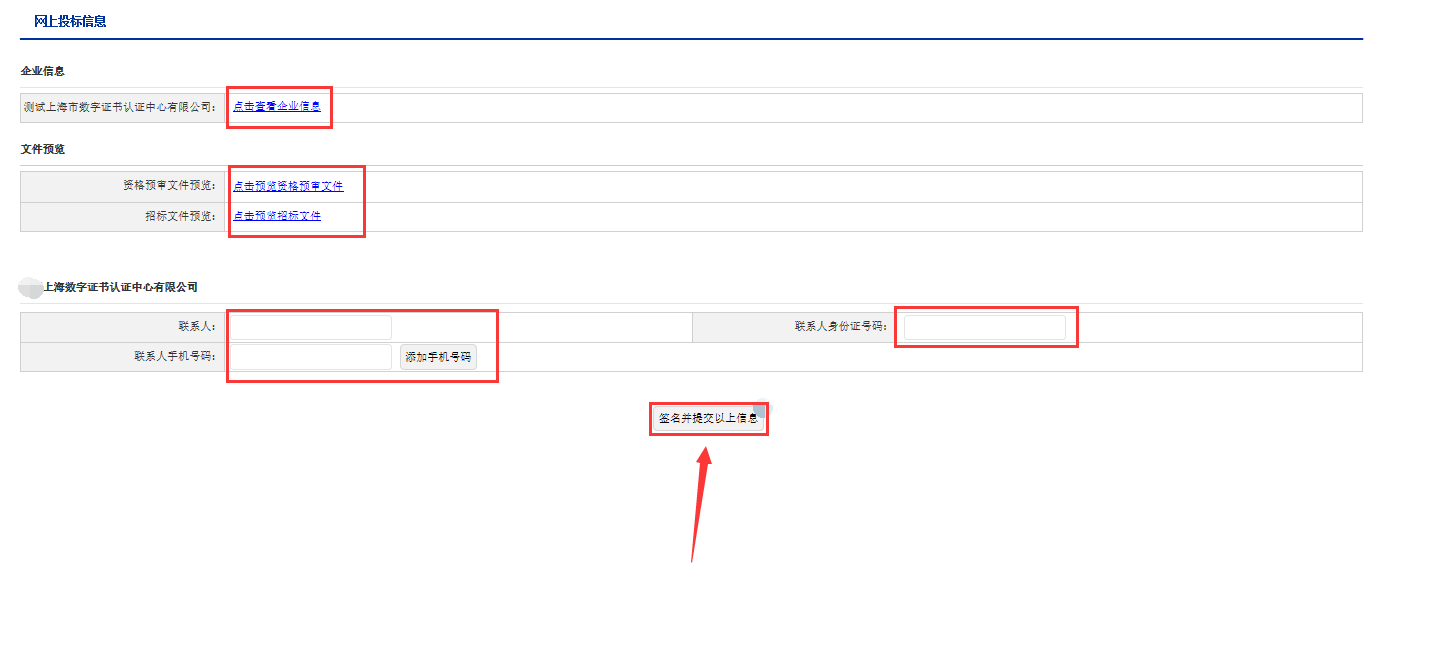 网上投标信息
企业信息
测试上海市数字证书认证中心有限公司： 点击查看企业信息
文件预览
资格预审文件预览： 点击预览资格预审文件
招标文件预览： 点击预览招标文件
上海数字证书认证中心有限公司
联系人： 联系人身份证号码：
联系人手机号码： 添加手机号码
签名并提交以上信息